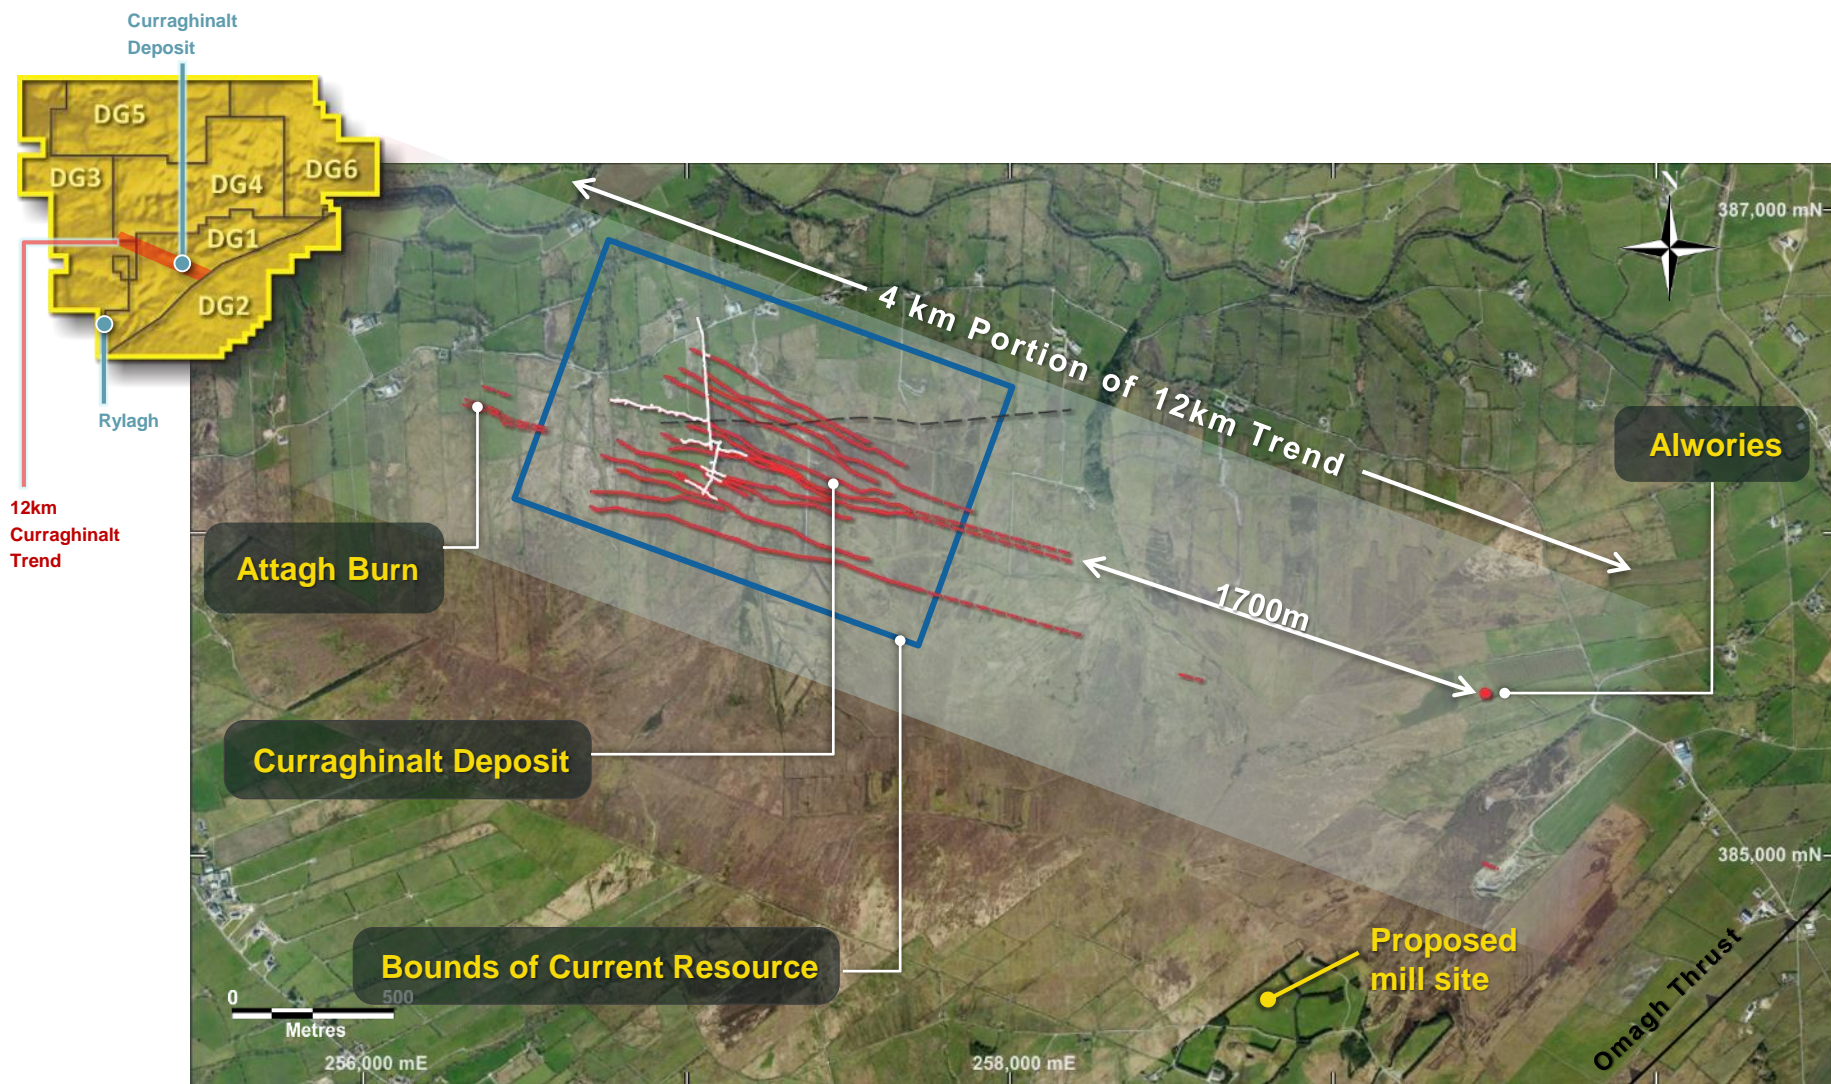 Curraghinalt
Deposit
DG5
DG3
DG4
DG6
DG1
DG2
Rylagh
12km
Curraghinalt
Trend
N
387,000 mN
4 km Portion of 12km Trend
Alwories
Attagh Burn
1700m
Curraghinalt Deposit
385,000 mN
Bounds of Current Resource
Proposed
mill site
0 500
Metres
Omagh Thrust
256,000 mE
258,000 mE